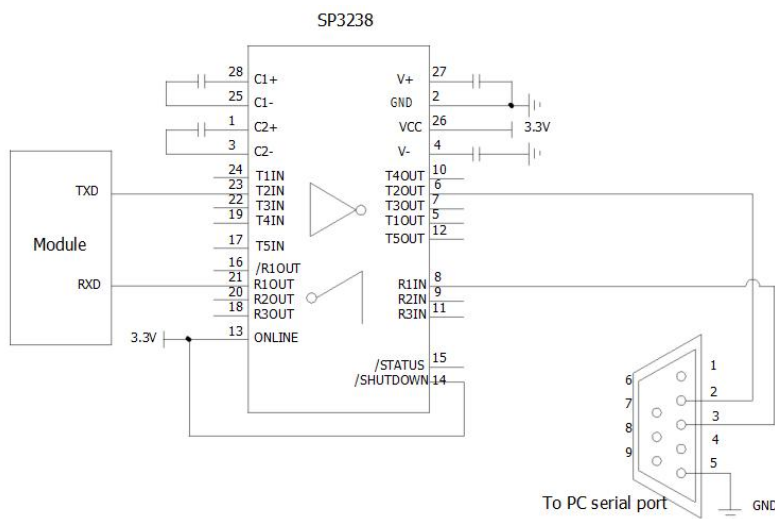 SP3238
28 C1+ V+ 27
25 C1- GND 2
1 C2+ VCC 26 3.3V
3 C2- V- 4
24 T1IN T4OUT 10
TXD 23 T2IN T2OUT 6
22 T3IN T3OUT 7
19 T4IN T1OUT 5
T5OUT 12
17 T5IN
Module
16 /R1OUT
RXD 21 R1OUT R1IN 8
20 R2OUT R2IN 9
18 R3OUT R3IN 11
3.3V 13 ONLINE
/STATUS 15
/SHUTDOWN 14
1
6
2
7
3
8
4
9
5
To PC serial port GND